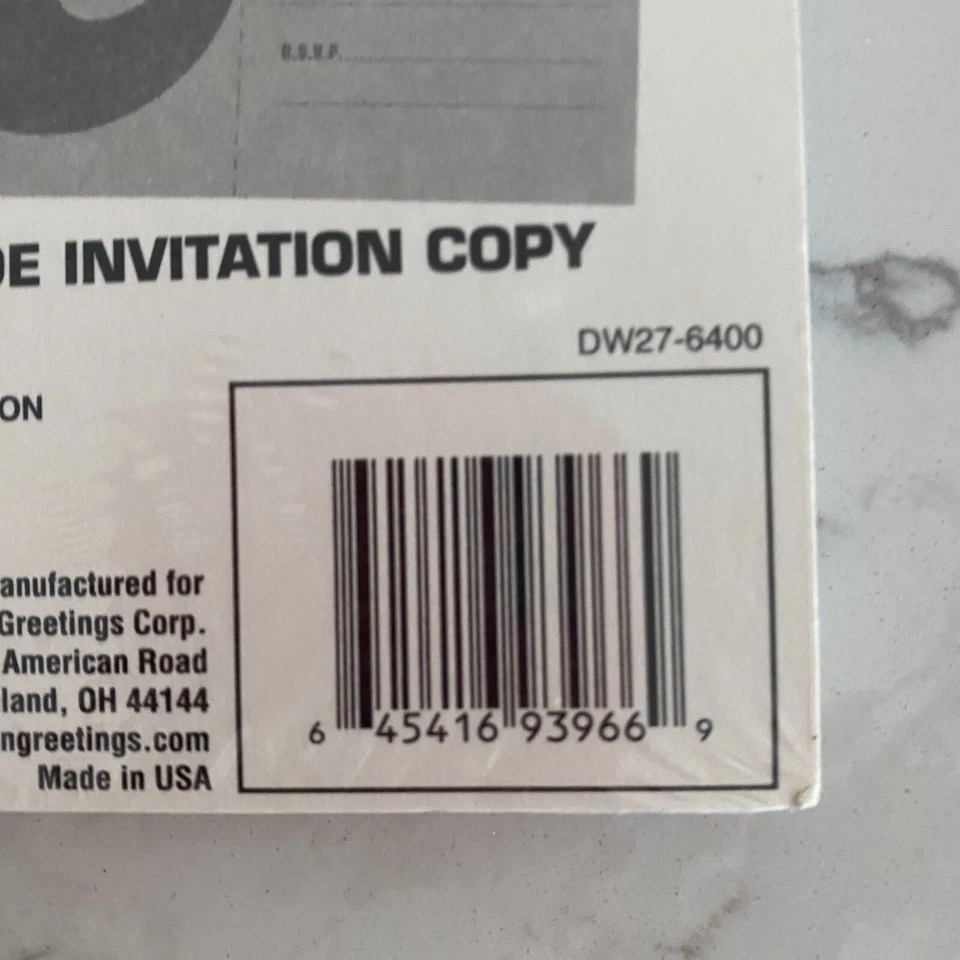 R.S.V.P.
DE INVITATION COPY
DW27-6400
ON
anufactured for
Greetings Corp.
American Road
land, OH 44144
ngreetings.com
Made in USA
6 45416 93966 9